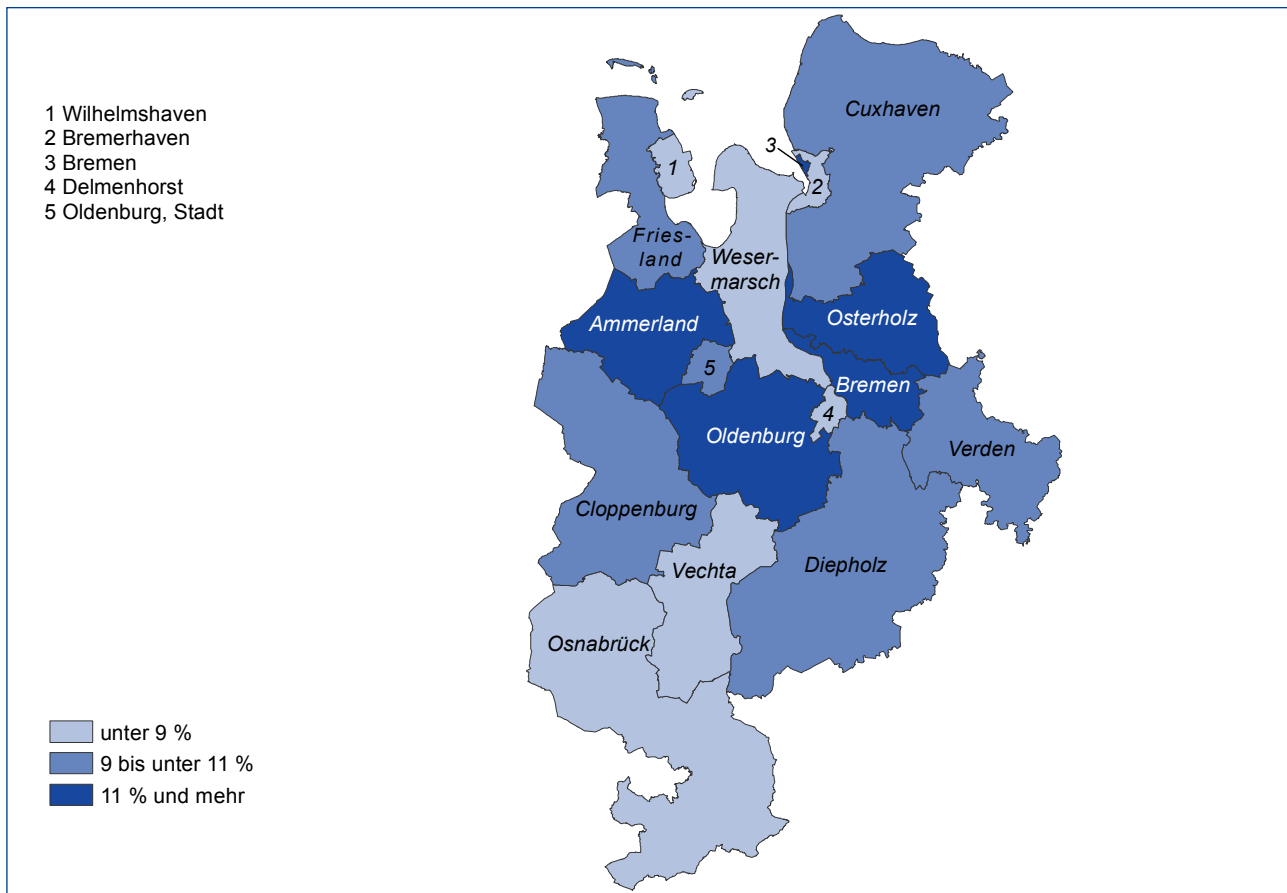 1 Wilhelmshaven
2 Bremerhaven
3 Bremen
4 Delmenhorst
5 Oldenburg, Stadt
Cuxhaven
3
1
2
Fries-
land
Weser-
marsch
Osterholz
Ammerland
5
Bremen
4
Oldenburg
Verden
Cloppenburg
Diepholz
Vechta
Osnabrück
unter 9 %
9 bis unter 11 %
11 % und mehr